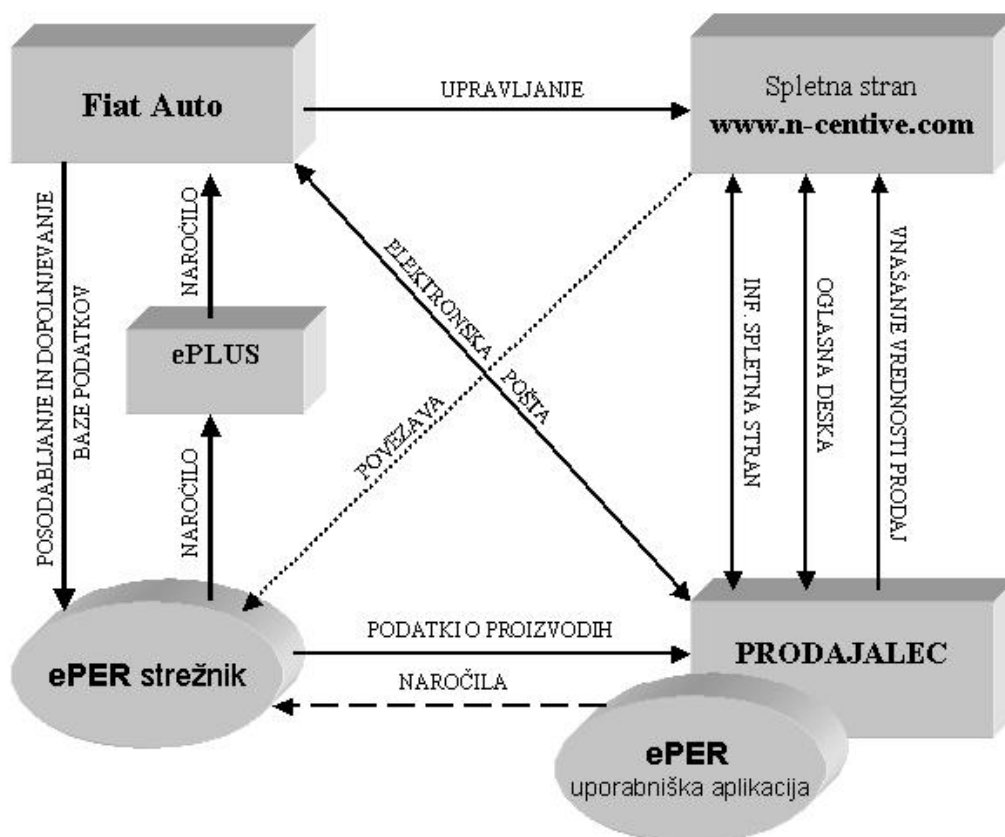 Fiat Auto
UPRAVLJANJE
Spletna stran
www.n-centive.com
POSODABLJANJE IN DOPOLNJEVANJE
BAZE PODATKOV
NAROČILO
ePLUS
NAROČILO
ELEKTRONSKA POŠTA
POVEZAVA
INF. SPLETNA STRAN
OGLASNA DESKA
VNAŠANJE VREDNOSTI PRODAJ
ePER strežnik
PODATKI O PROIZVODIH
NAROČILA
PRODAJALEC
ePER
uporabniška aplikacija